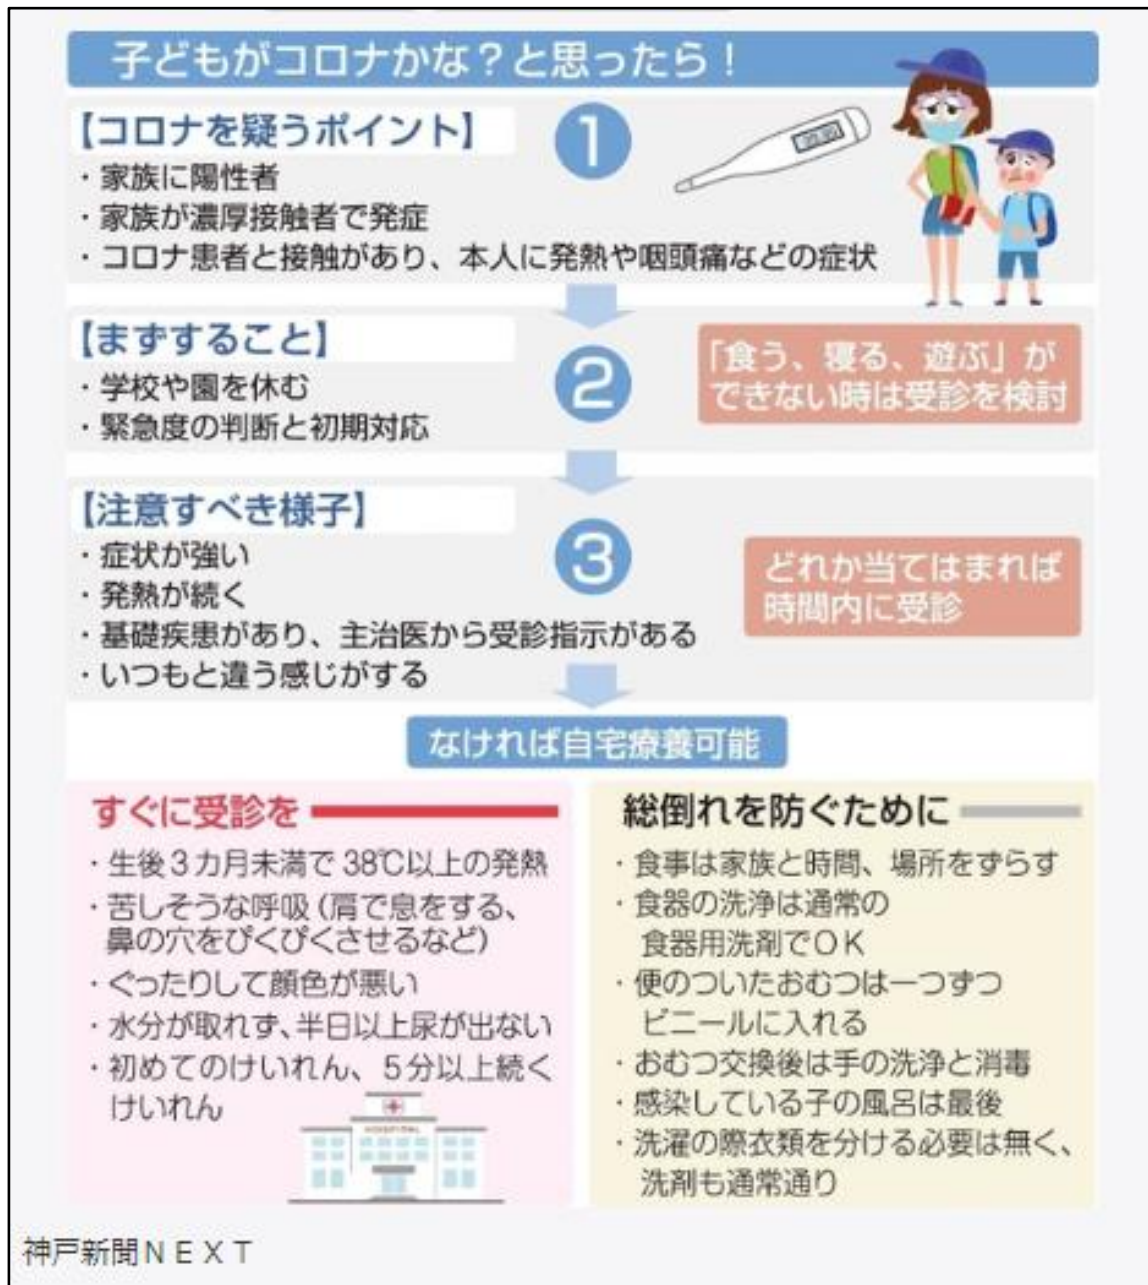 子どもがコロナかな？と思ったら！
【コロナを疑うポイント】
1
・家族に陽性者
・家族が濃厚接触者で発症
・コロナ患者と接触があり、本人に発熱や咽頭痛などの症状
【まずすること】
2
・学校や園を休む
・緊急度の判断と初期対応
「食う、寝る、遊ぶ」が
できない時は受診を検討
【注意すべき様子】
3
・症状が強い
・発熱が続く
・基礎疾患があり、主治医から受診指示がある
・いつもと違う感じがする
どれか当てはまれば
時間内に受診
なければ自宅療養可能
すぐに受診を
・生後3カ月未満で38℃以上の発熱
・苦しそうな呼吸（肩で息をする、
鼻の穴をぴくぴくさせるなど）
・ぐったりして顔色が悪い
・水分が取れず、半日以上尿が出ない
・初めてのけいれん、5分以上続く
けいれん
HOSPITAL
総倒れを防ぐために
・食事は家族と時間、場所をずらす
・食器の洗浄は通常の
食器用洗剤でOK
・便のついたおむつは一つずつ
ビニールに入れる
・おむつ交換後は手の洗浄と消毒
・感染している子の風呂は最後
・洗濯の際衣類を分ける必要は無く、
洗剤も通常通り
神戸新聞ＮＥＸＴ